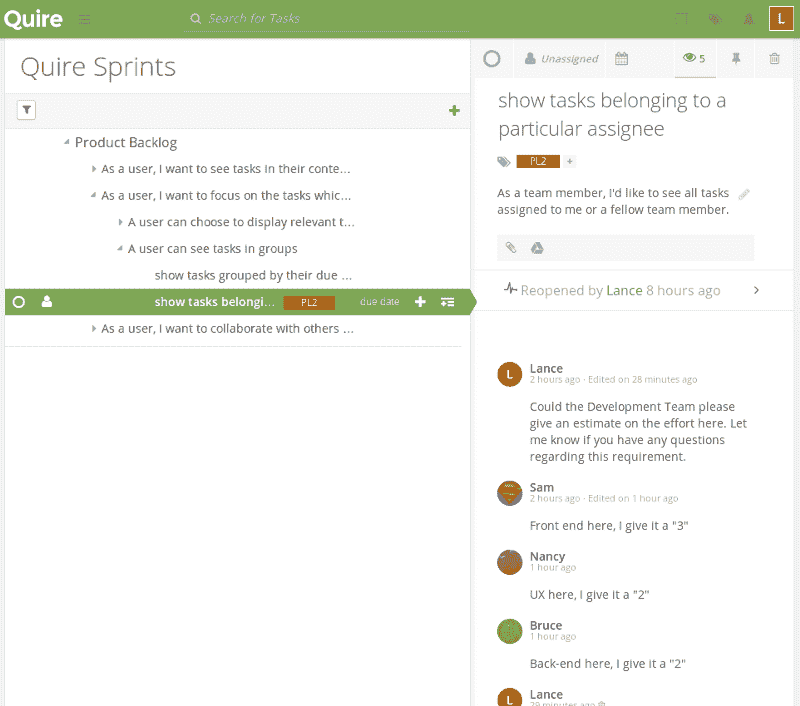 Quire
Search for Tasks
L
Quire Sprints
Unassigned
5
show tasks belonging to a
particular assignee
PL2 +
As a team member, I'd like to see all tasks
assigned to me or a fellow team member.
Product Backlog
As a user, I want to see tasks in their conte...
As a user, I want to focus on the tasks whic...
A user can choose to display relevant t...
A user can see tasks in groups
show tasks grouped by their due ...
show tasks belongi... PL2 due date
As a user, I want to collaborate with others ...
Reopened by Lance 8 hours ago
L
Lance
2 hours ago · Edited on 28 minutes ago
Could the Development Team please
give an estimate on the effort here. Let
me know if you have any questions
regarding this requirement.
Sam
2 hours ago · Edited on 1 hour ago
Front end here, I give it a "3"
Nancy
1 hour ago
UX here, I give it a "2"
Bruce
1 hour ago
Back-end here, I give it a "2"
L
Lance
29 minutes ago